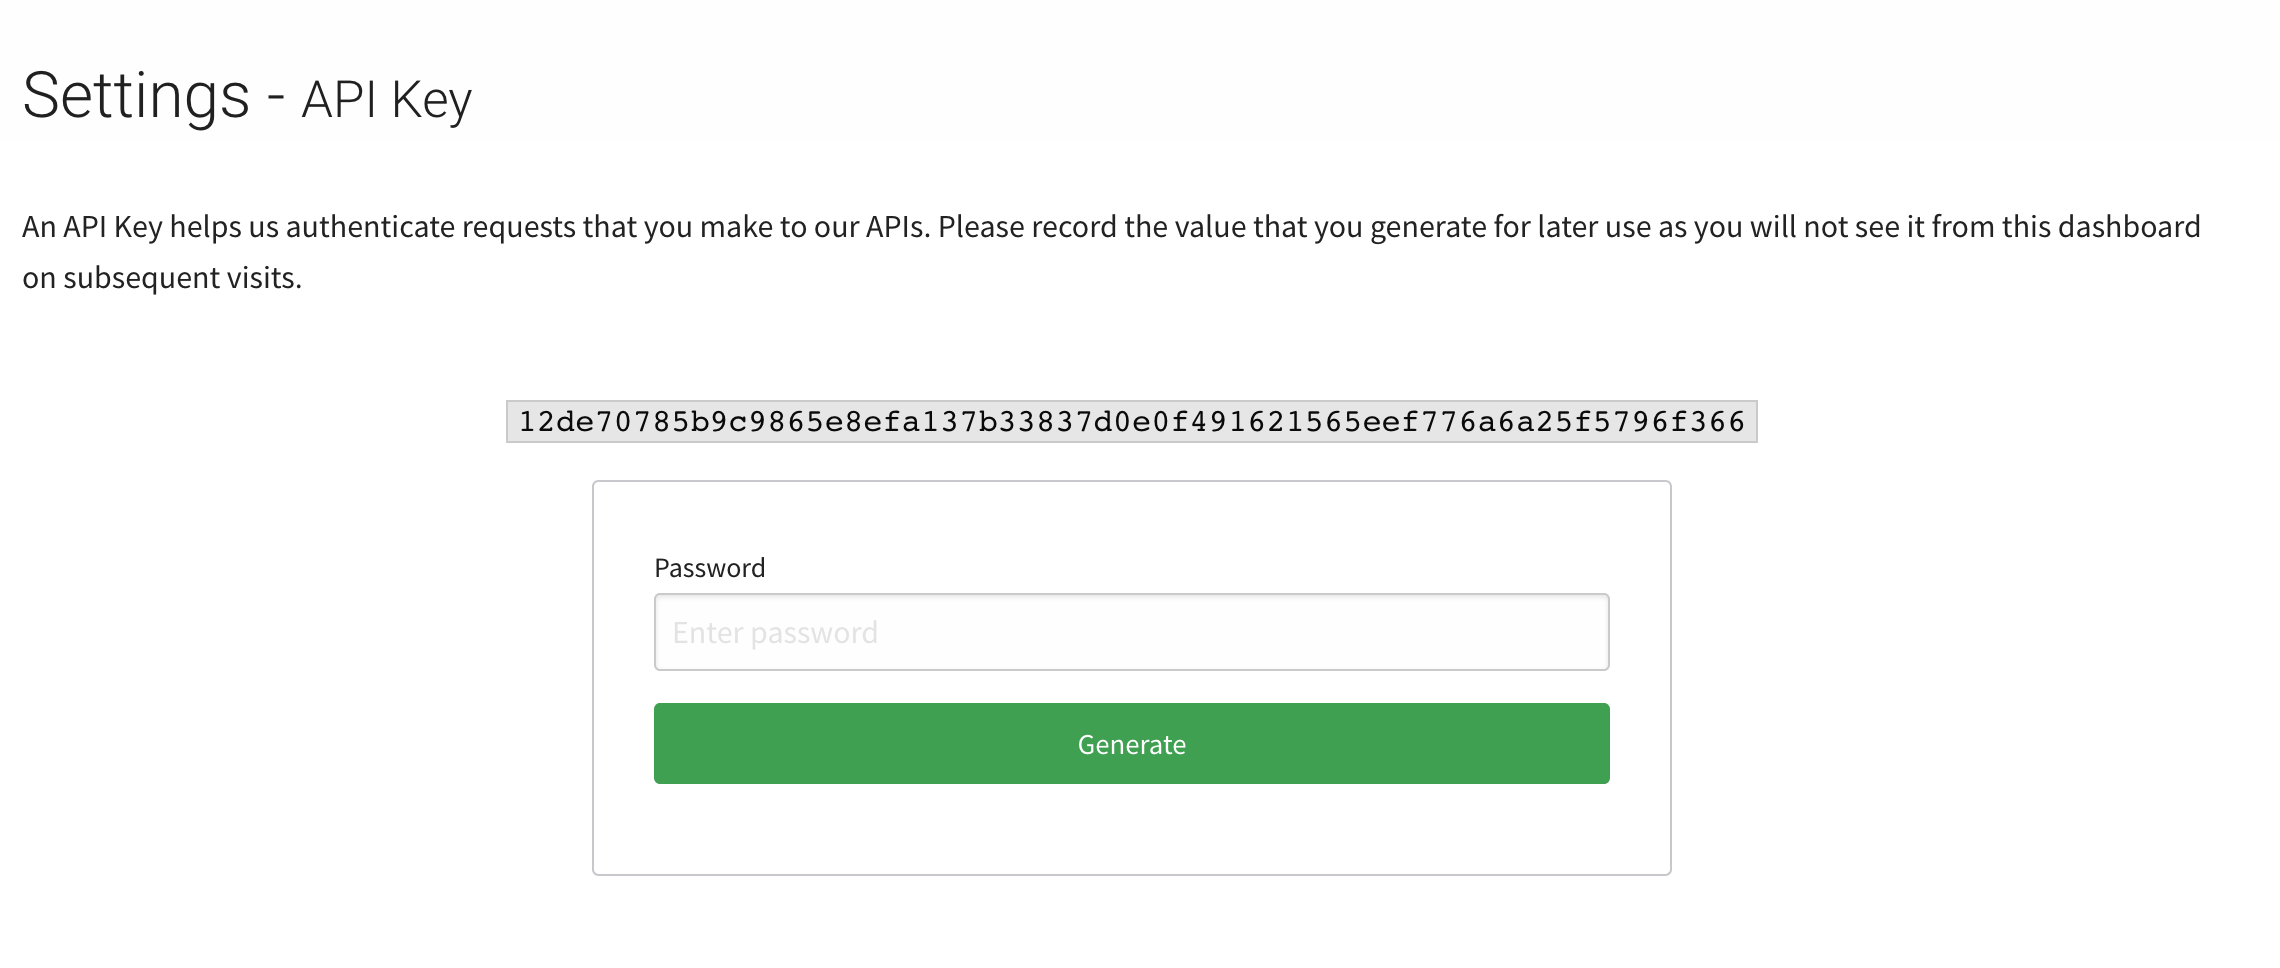 Settings - API Key
An API Key helps us authenticate requests that you make to our APIs. Please record the value that you generate for later use as you will not see it from this dashboard
on subsequent visits.
12de70785b9c9865e8efa137b33837d0e0f491621565eef776a6a25f5796f366
Password
Enter password
Generate